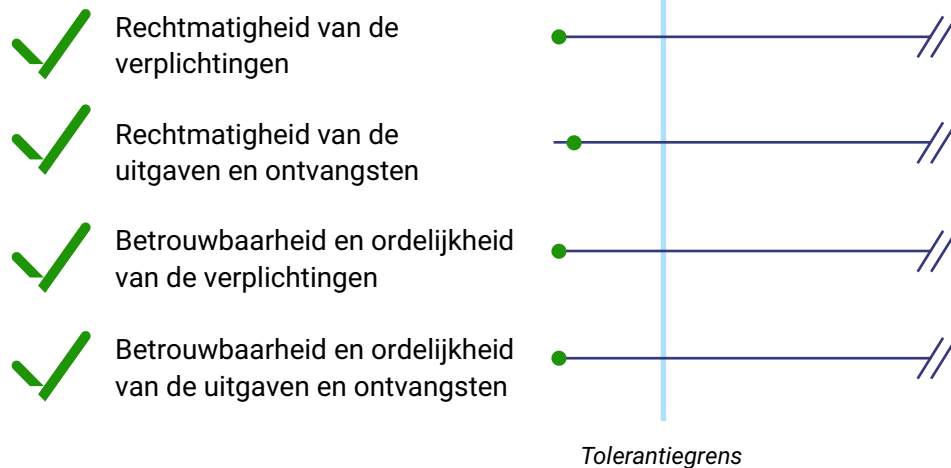 Rechtmatigheid van de
verplichtingen
Rechtmatigheid van de
uitgaven en ontvangsten
Betrouwbaarheid en ordelijkheid
van de verplichtingen
Betrouwbaarheid en ordelijkheid
van de uitgaven en ontvangsten
Tolerantiegrens